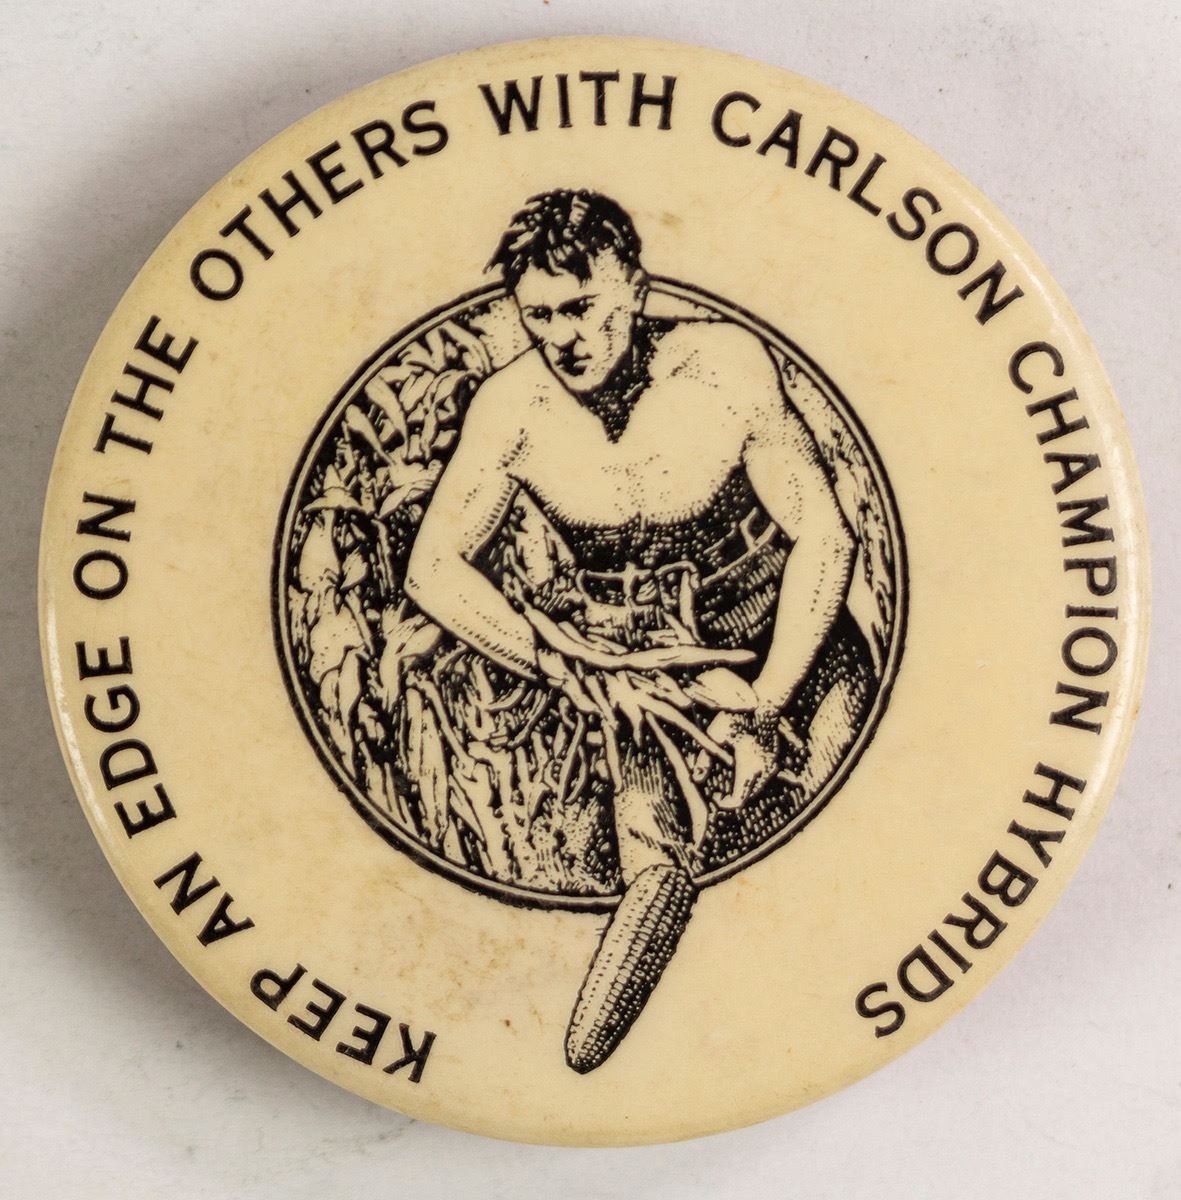 KEEP AN EDGE ON THE OTHERS WITH CARLSON CHAMPION HYBRIDS